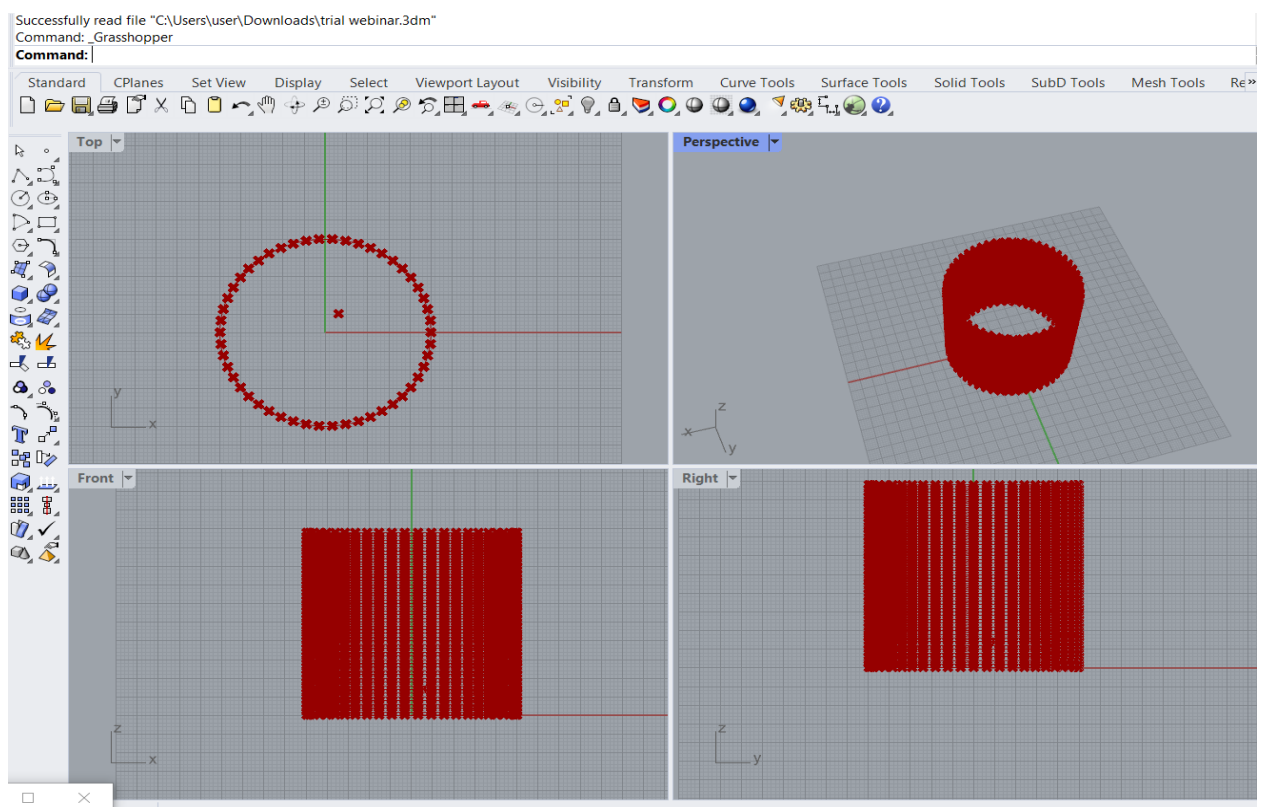 Successfully read file "C:\Users\user\Downloads\trial webinar.3dm"
Command: _Grasshopper
Command:
Standard CPlanes Set View Display Select Viewport Layout Visibility Transform Curve Tools Surface Tools Solid Tools SubD Tools Mesh Tools Re »
Top
Perspective
y
x
z
x
y
Front
Right
z
x
z
y